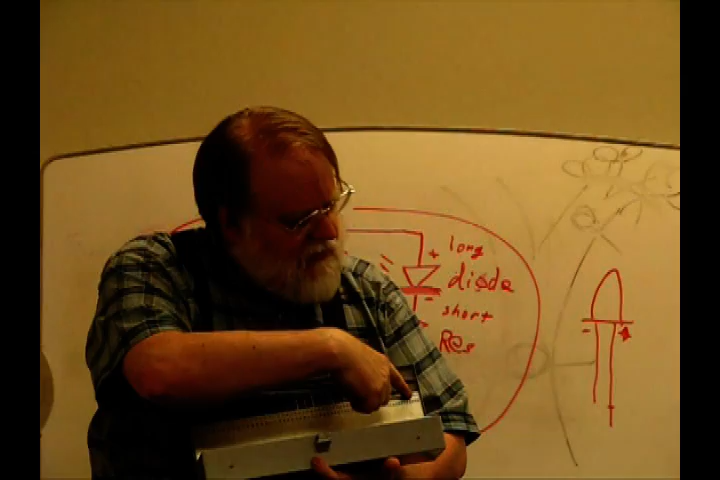 + long
diode
- short
Res
- +